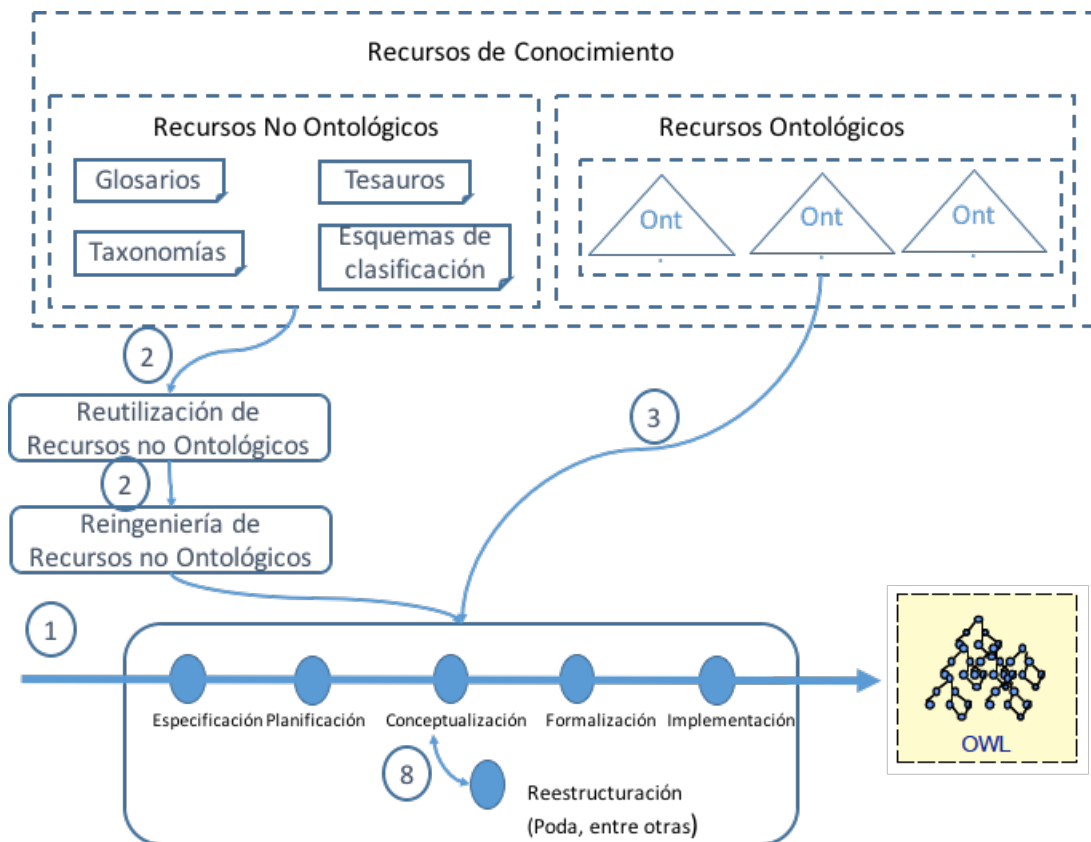 Recursos de Conocimiento
Recursos No Ontológicos
Glosarios
Tesauros
Taxonomías
Esquemas de
clasificación
Recursos Ontológicos
Ont
Ont
Ont
2
Reutilización de
Recursos no Ontológicos
2
Reingeniería de
Recursos no Ontológicos
3
1
Especificación
Planificación
Conceptualización
Formalización
Implementación
8
Reestructuración
(Poda, entre otras)
OWL